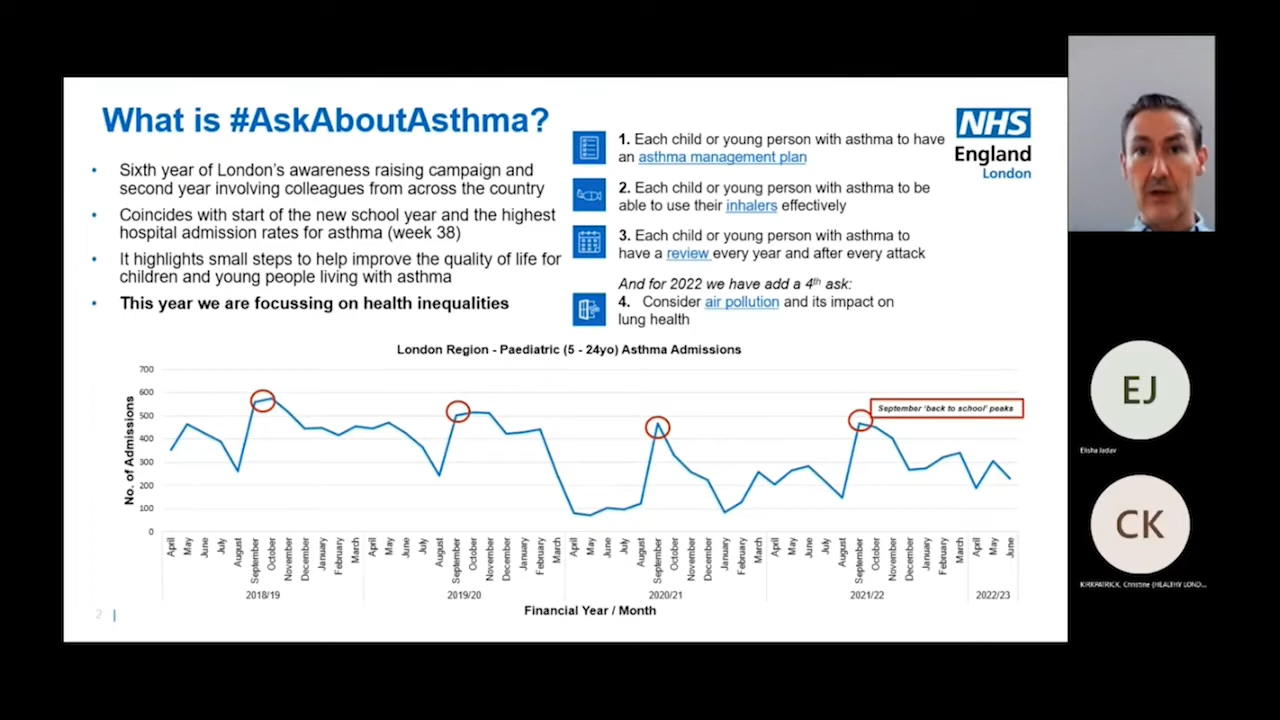 What is #AskAboutAsthma?
• Sixth year of London's awareness raising campaign and
second year involving colleagues from across the country
• Coincides with start of the new school year and the highest
hospital admission rates for asthma (week 38)
• It highlights small steps to help improve the quality of life for
children and young people living with asthma
• This year we are focussing on health inequalities
1. Each child or young person with asthma to have
an asthma management plan
2. Each child or young person with asthma to be
able to use their inhalers effectively
3. Each child or young person with asthma to
have a review every year and after every attack
And for 2022 we have add a 4th ask:
4. Consider air pollution and its impact on
lung health
NHS
England
London
London Region - Paediatric (5 - 24yo) Asthma Admissions
No. of Admissions
700
600
500
400
300
200
100
0
September 'back to school' peaks
April May June July August September October November December January February March April May June July August September October November December January February March April May June July August September October November December January February March April May June July August September October November December January February March April May June
2018/19 2019/20 2020/21 2021/22 2022/23
Financial Year / Month
2 |
EJ
Elisha Jadav
CK
KIRKPATRICK, Christine (HEALTHY LOND...